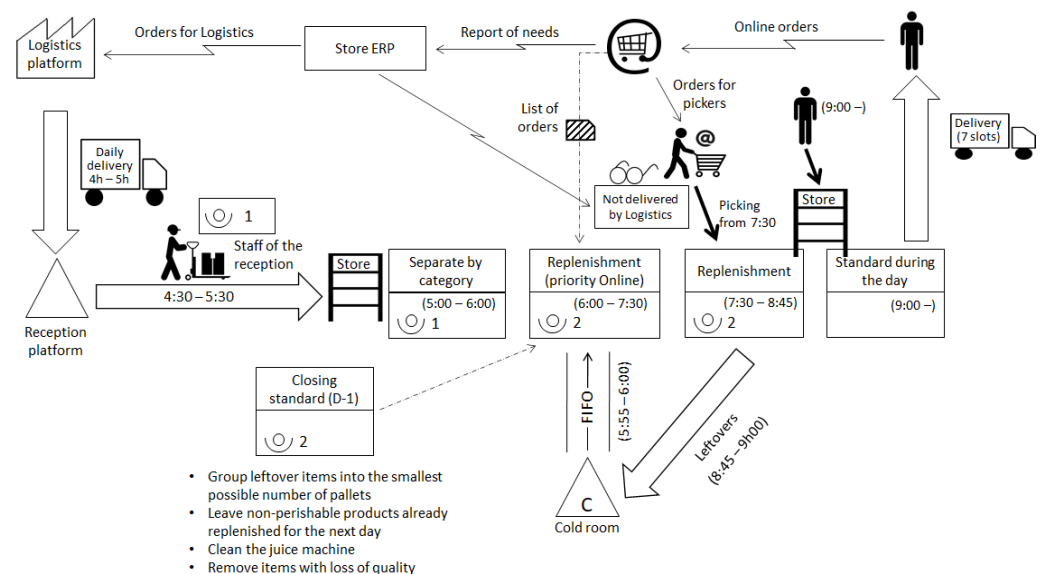 Orders for Logistics
Store ERP
Report of needs
Online orders
Logistics
platform
Orders for
pickers
List of
orders
@
(9:00 –)
Delivery
(7 slots)
Daily
delivery
4h – 5h
Not delivered
by Logistics
Picking
from 7:30
Store
1
Staff of the
reception
4:30 – 5:30
Store
Separate by
category
(5:00 – 6:00)
1
Replenishment
(priority Online)
(6:00 – 7:30)
2
Replenishment
(7:30 – 8:45)
2
Standard during
the day
(9:00 –)
Reception
platform
Closing
standard (D-1)
2
FIFO
(5:55 – 6:00)
Leftovers
(8:45 – 9h00)
C
Cold room
• Group leftover items into the smallest
possible number of pallets
• Leave non-perishable products already
replenished for the next day
• Clean the juice machine
• Remove items with loss of quality